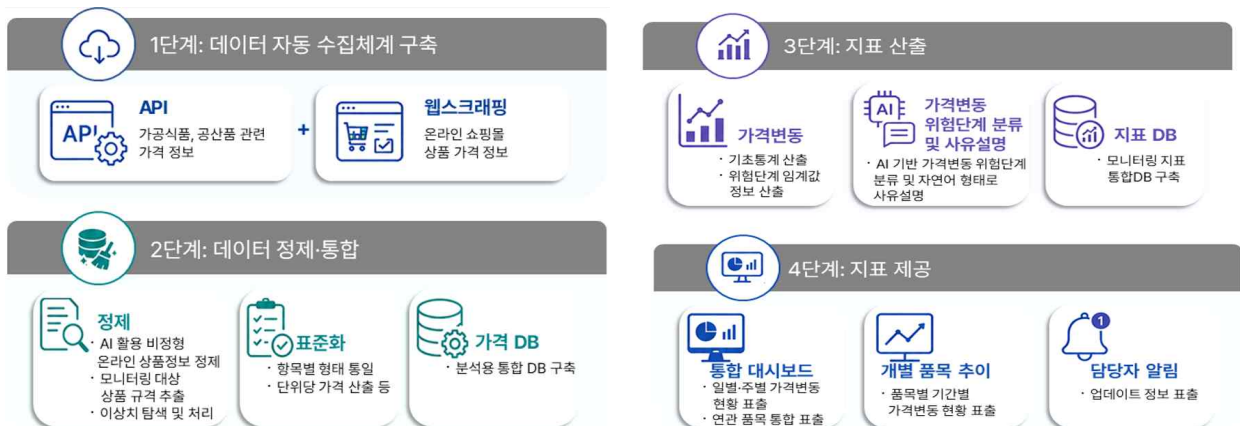 1단계: 데이터 자동 수집체계 구축
API
API
가공식품, 공산품 관련
가격 정보
+
웹스크래핑
온라인 쇼핑몰
상품 가격 정보
2단계: 데이터 정제·통합
정제
· AI 활용 비정형
온라인 상품정보 정제
· 모니터링 대상
상품 규격 추출
· 이상치 탐색 및 처리
표준화
· 항목별 형태 통일
· 단위당 가격 산출 등
가격 DB
· 분석용 통합 DB 구축
3단계: 지표 산출
가격변동
· 기초통계 산출
· 위험단계 임계값
정보 산출
AI
가격변동
위험단계 분류
및 사유설명
· AI 기반 가격변동 위험단계
분류 및 자연어 형태로
사유설명
지표 DB
· 모니터링 지표
통합DB 구축
4단계: 지표 제공
통합 대시보드
· 일별·주별 가격변동
현황 표출
· 연관 품목 통합 표출
개별 품목 추이
· 품목별 기간별
가격변동 현황 표출
1
담당자 알림
· 업데이트 정보 표출